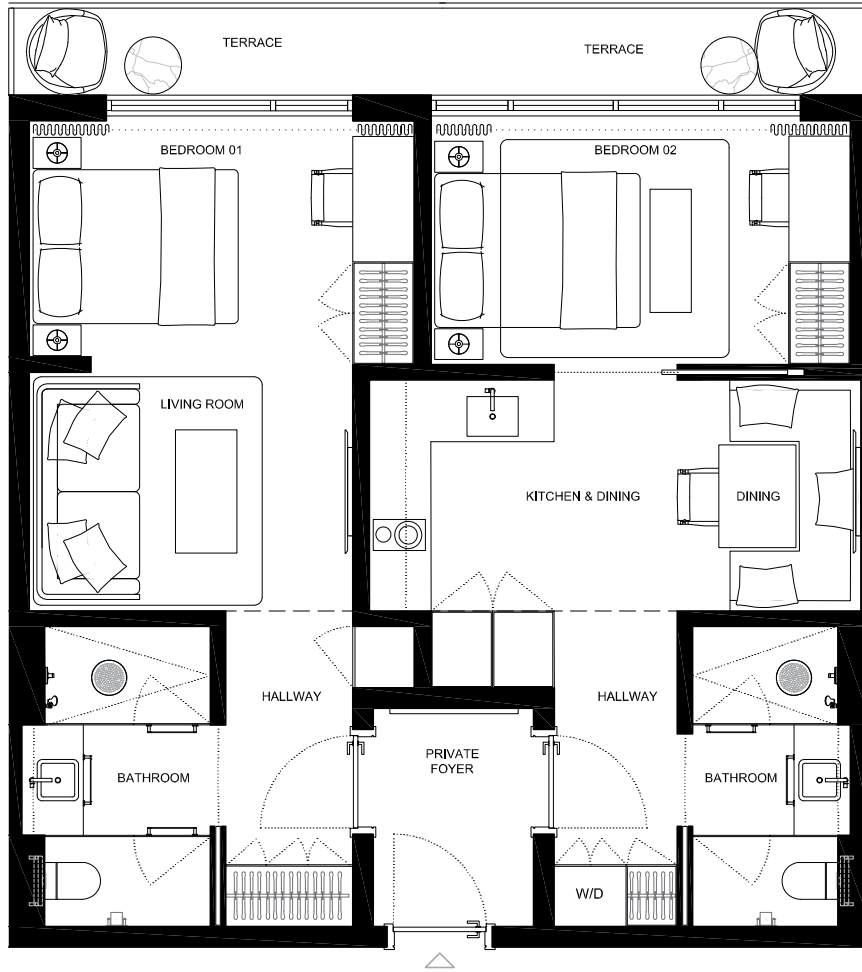 TERRACE
TERRACE
BEDROOM 01
BEDROOM 02
LIVING ROOM
KITCHEN & DINING
DINING
HALLWAY
HALLWAY
PRIVATE
FOYER
BATHROOM
BATHROOM
W/D